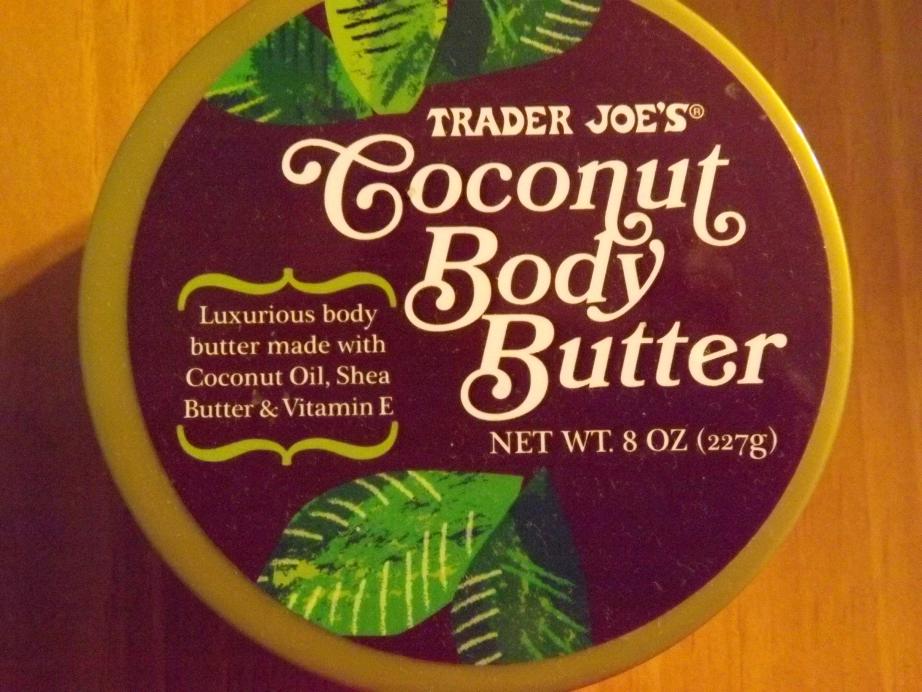 TRADER JOE'S®
Coconut
Body
Butter
Luxurious body
butter made with
Coconut Oil, Shea
Butter & Vitamin E
NET WT. 8 OZ (227g)